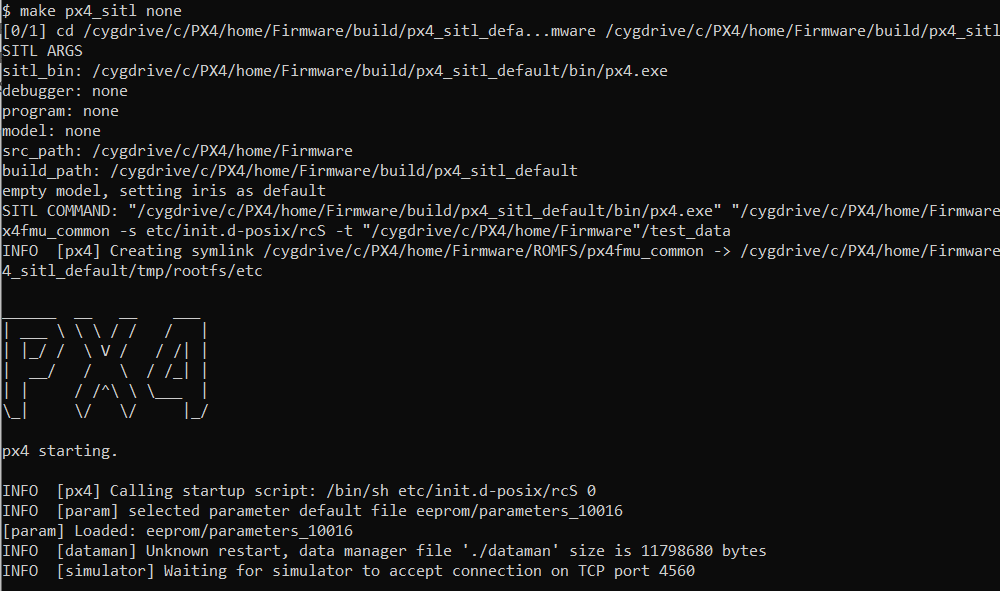 $ make px4_sitl none
[0/1] cd /cygdrive/c/PX4/home/Firmware/build/px4_sitl_defa...mware /cygdrive/c/PX4/home/Firmware/build/px4_sitl
SITL ARGS
sitl_bin: /cygdrive/c/PX4/home/Firmware/build/px4_sitl_default/bin/px4.exe
debugger: none
program: none
model: none
src_path: /cygdrive/c/PX4/home/Firmware
build_path: /cygdrive/c/PX4/home/Firmware/build/px4_sitl_default
empty model, setting iris as default
SITL COMMAND: "/cygdrive/c/PX4/home/Firmware/build/px4_sitl_default/bin/px4.exe" "/cygdrive/c/PX4/home/Firmware
x4fmu_common -s etc/init.d-posix/rcS -t "/cygdrive/c/PX4/home/Firmware"/test_data
INFO  [px4] Creating symlink /cygdrive/c/PX4/home/Firmware/ROMFS/px4fmu_common -> /cygdrive/c/PX4/home/Firmware
4_sitl_default/tmp/rootfs/etc
______  __   __    ___
| ___ \ \ \ / /   /   |
| |_/ /  \ V /   / /| |
|  __/   /   \  / /_| |
| |     / /^\ \ \___  |
\_|     \/   \/     |_/
px4 starting.
INFO  [px4] Calling startup script: /bin/sh etc/init.d-posix/rcS 0
INFO  [param] selected parameter default file eeprom/parameters_10016
[param] Loaded: eeprom/parameters_10016
INFO  [dataman] Unknown restart, data manager file './dataman' size is 11798680 bytes
INFO  [simulator] Waiting for simulator to accept connection on TCP port 4560